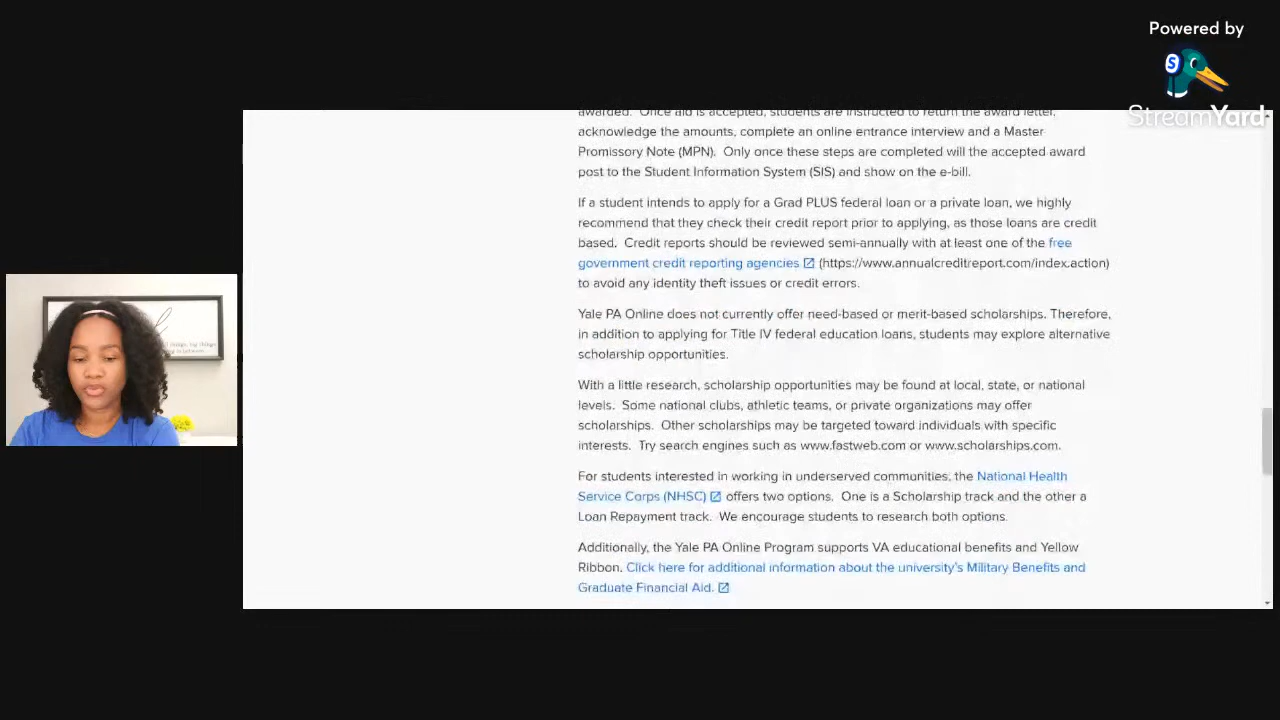 Powered by
StreamYard
awarded.  Once aid is accepted, students are instructed to return the award letter,
acknowledge the amounts, complete an online entrance interview and a Master
Promissory Note (MPN).  Only once these steps are completed will the accepted award
post to the Student Information System (SIS) and show on the e-bill.
If a student intends to apply for a Grad PLUS federal loan or a private loan, we highly
recommend that they check their credit report prior to applying, as those loans are credit
based.  Credit reports should be reviewed semi-annually with at least one of the free
government credit reporting agencies (https://www.annualcreditreport.com/index.action)
to avoid any identity theft issues or credit errors.
Yale PA Online does not currently offer need-based or merit-based scholarships. Therefore,
in addition to applying for Title IV federal education loans, students may explore alternative
scholarship opportunities.
With a little research, scholarship opportunities may be found at local, state, or national
levels.  Some national clubs, athletic teams, or private organizations may offer
scholarships.  Other scholarships may be targeted toward individuals with specific
interests.  Try search engines such as www.fastweb.com or www.scholarships.com.
For students interested in working in underserved communities, the National Health
Service Corps (NHSC) offers two options.  One is a Scholarship track and the other a
Loan Repayment track.  We encourage students to research both options.
Additionally, the Yale PA Online Program supports VA educational benefits and Yellow
Ribbon. Click here for additional information about the university's Military Benefits and
Graduate Financial Aid.